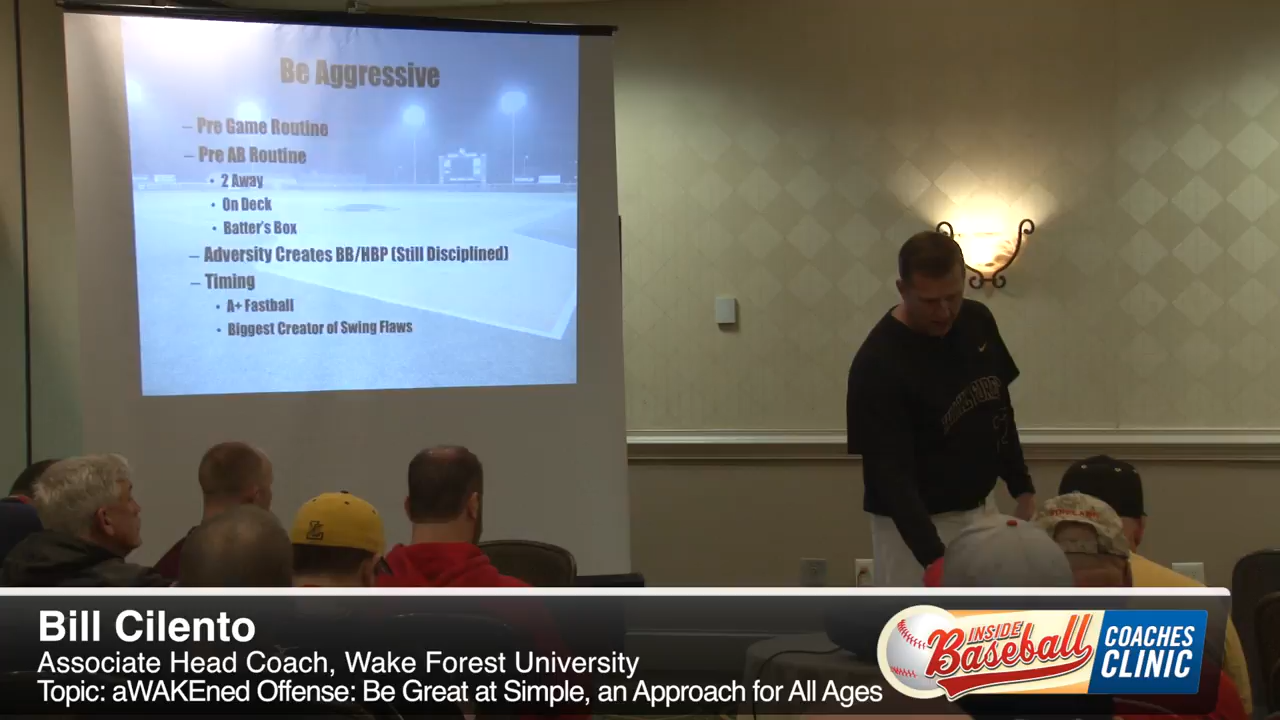 Be Aggressive
– Pre Game Routine
– Pre AB Routine
• 2 Away
• On Deck
• Batter's Box
– Adversity Creates BB/HBP (Still Disciplined)
– Timing
• A+ Fastball
• Biggest Creator of Swing Flaws
Bill Cilento
Associate Head Coach, Wake Forest University
Topic: aWAKEned Offense: Be Great at Simple, an Approach for All Ages
INSIDE
Baseball
COACHES
CLINIC